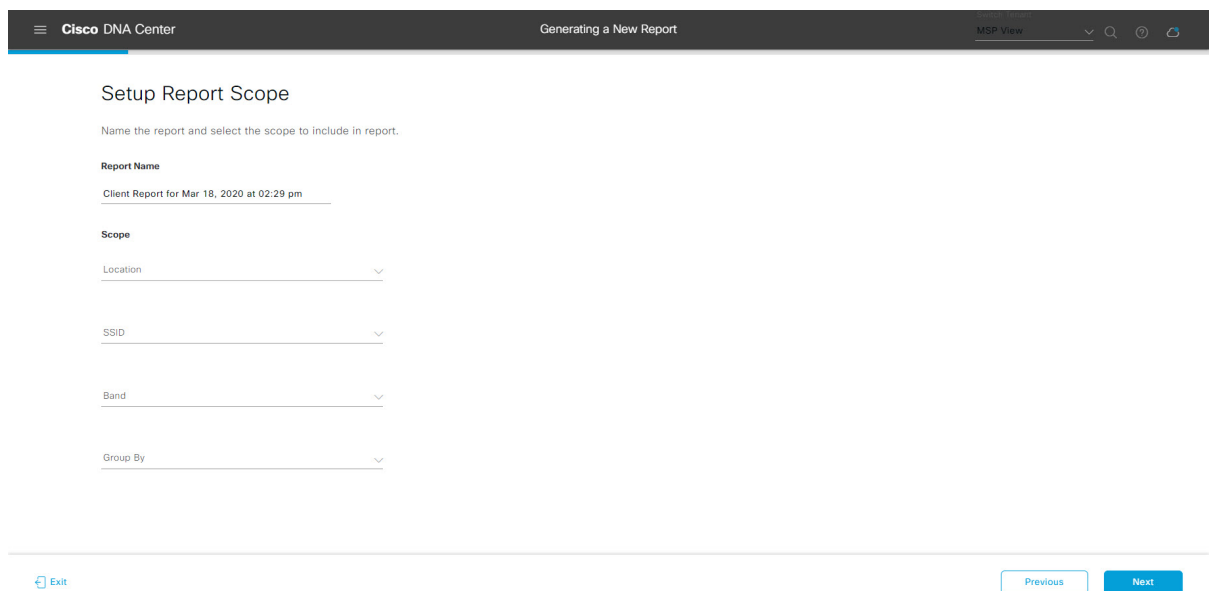 Cisco DNA Center
Generating a New Report
Search Tenant
MSP View
Setup Report Scope
Name the report and select the scope to include in report.
Report Name
Client Report for Mar 18, 2020 at 02:29 pm
Scope
Location
SSID
Band
Group By
Exit
Previous
Next